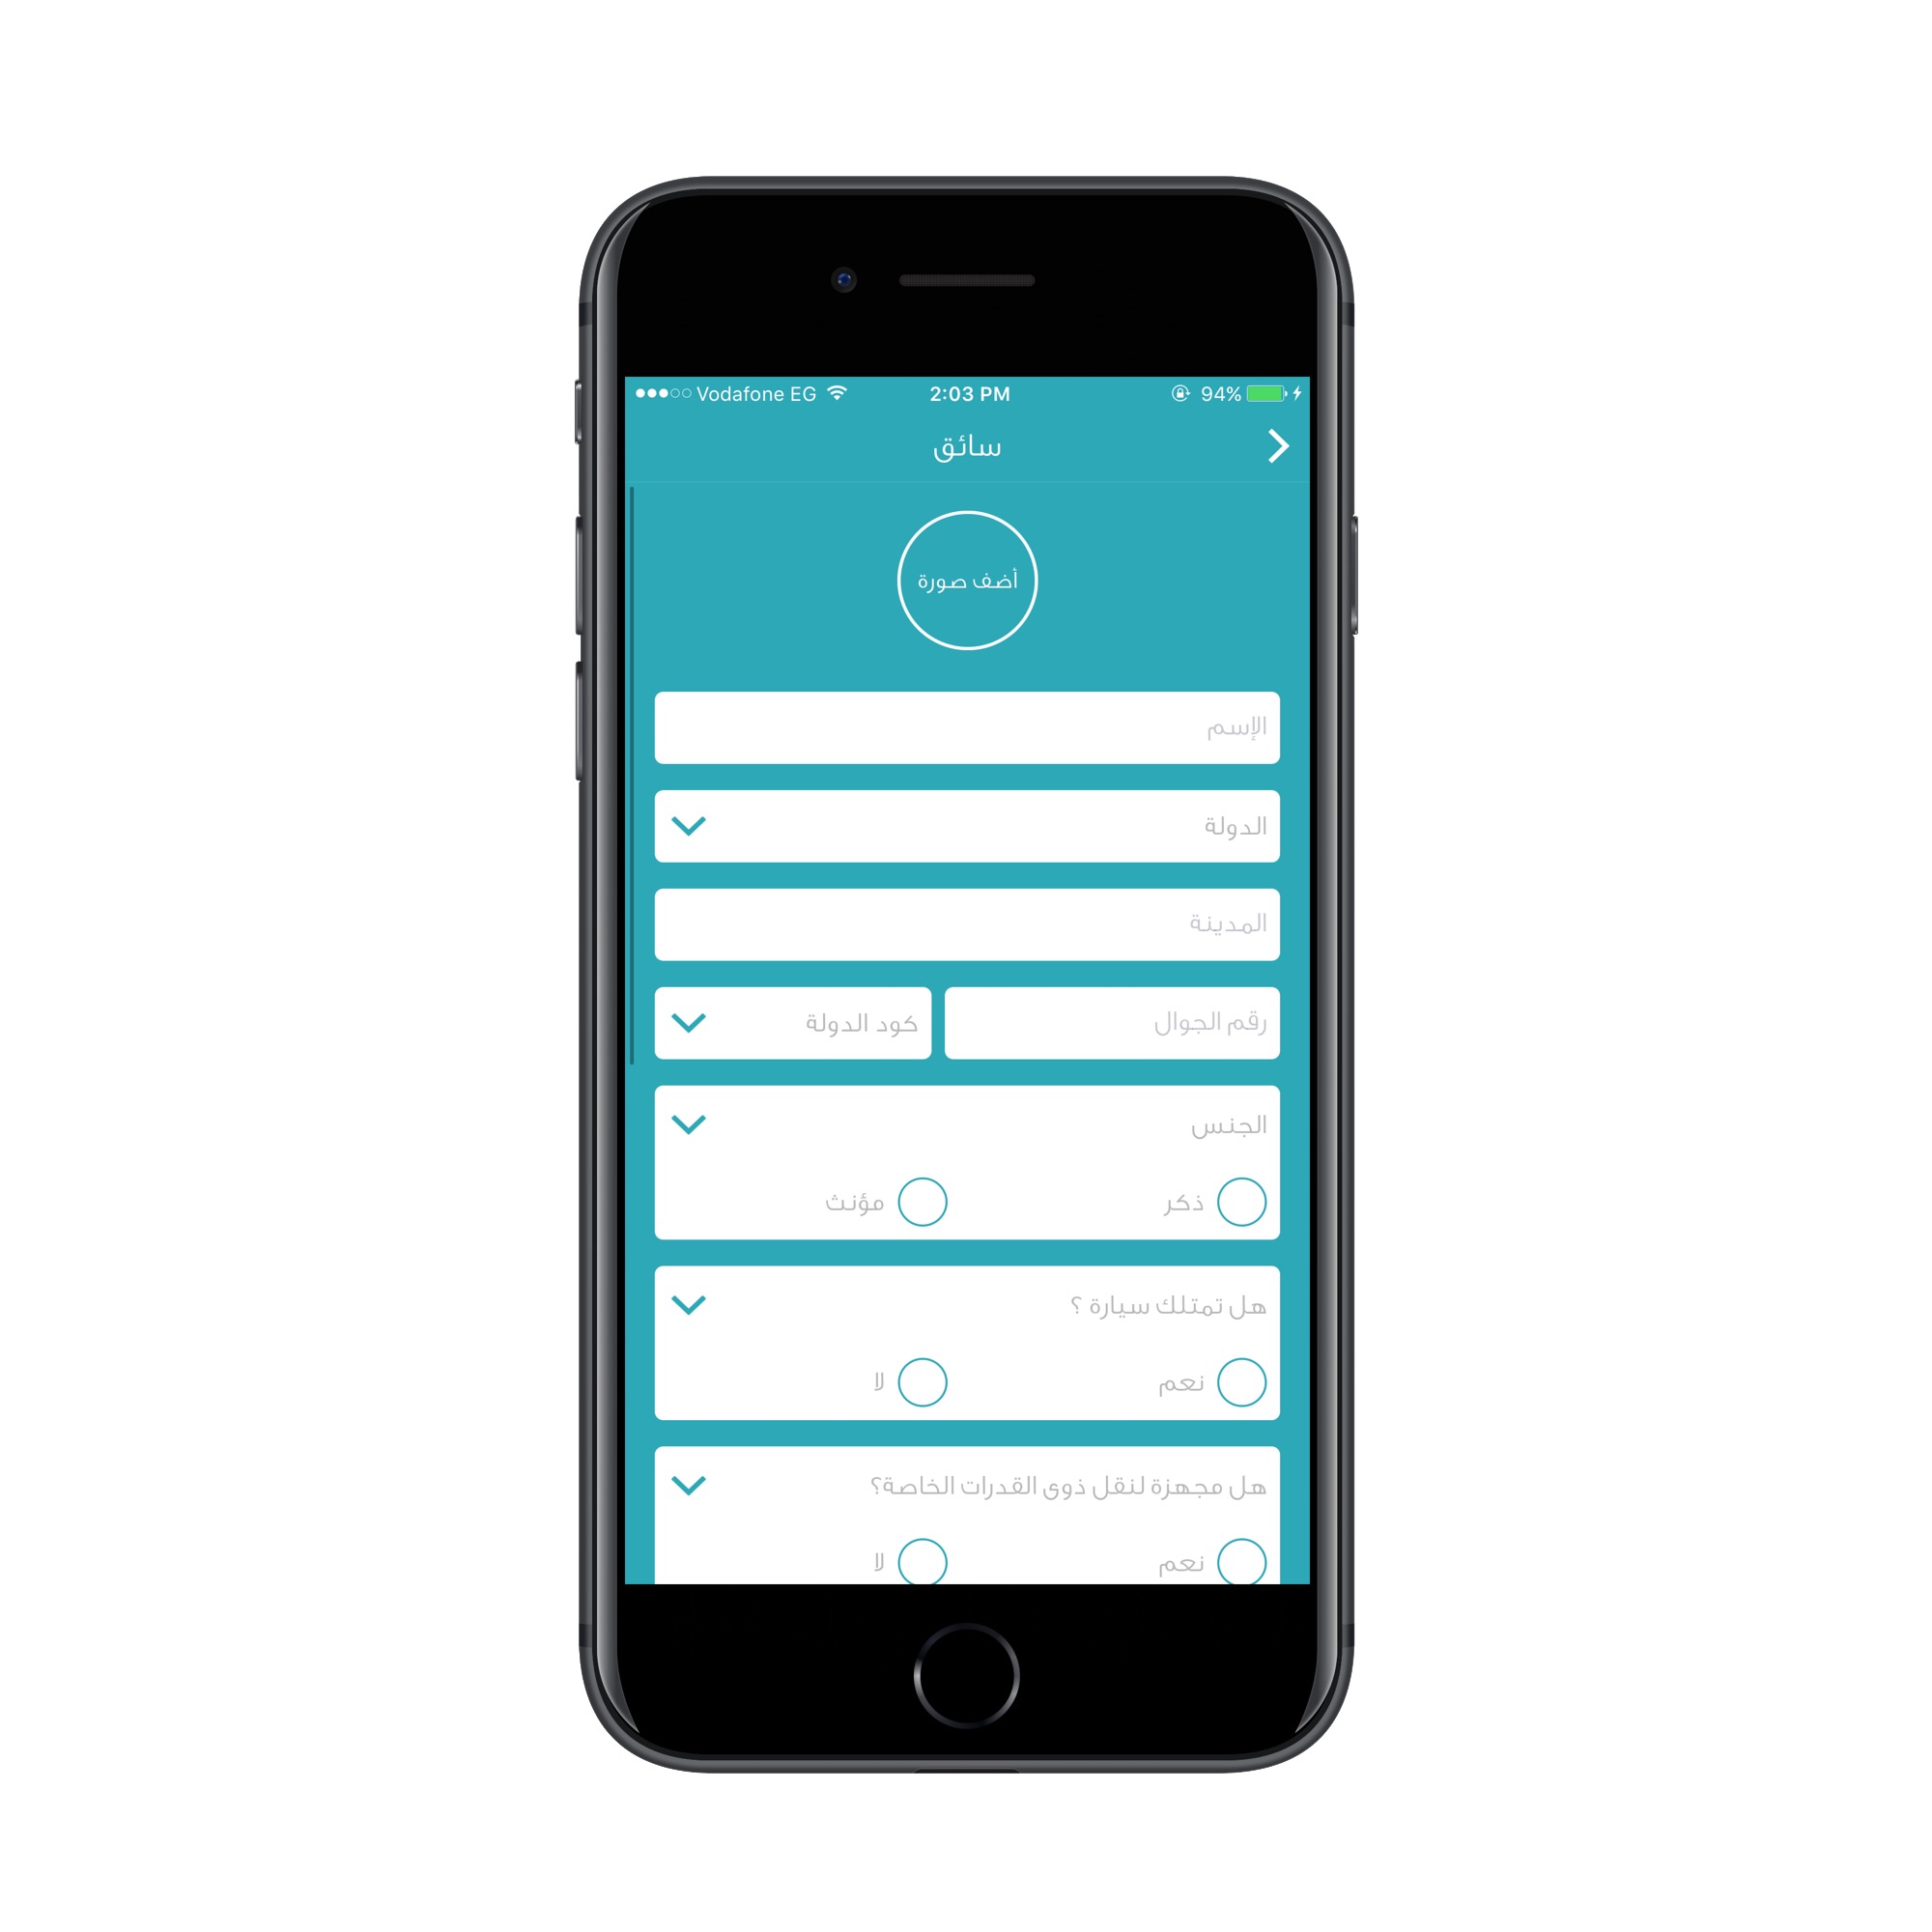 Vodafone EG 2:03 PM 94%
سائق
أضف صورة
الإسم
الدولة
المدينة
رقم الجوال كود الدولة
الجنس
ذكر مؤنث
هل تمتلك سيارة ؟
نعم لا
هل مجهزة لنقل ذوى القدرات الخاصة؟
نعم لا